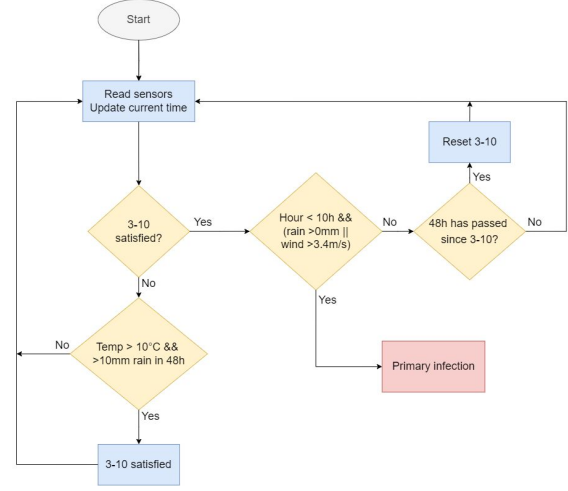 Start
Read sensors
Update current time
Reset 3-10
Yes
3-10
satisfied?
Yes
Hour < 10h &&
(rain >0mm ||
wind >3.4m/s)
No
48h has passed
since 3-10?
No
No
Yes
No
Temp > 10°C &&
>10mm rain in 48h
Primary infection
Yes
3-10 satisfied